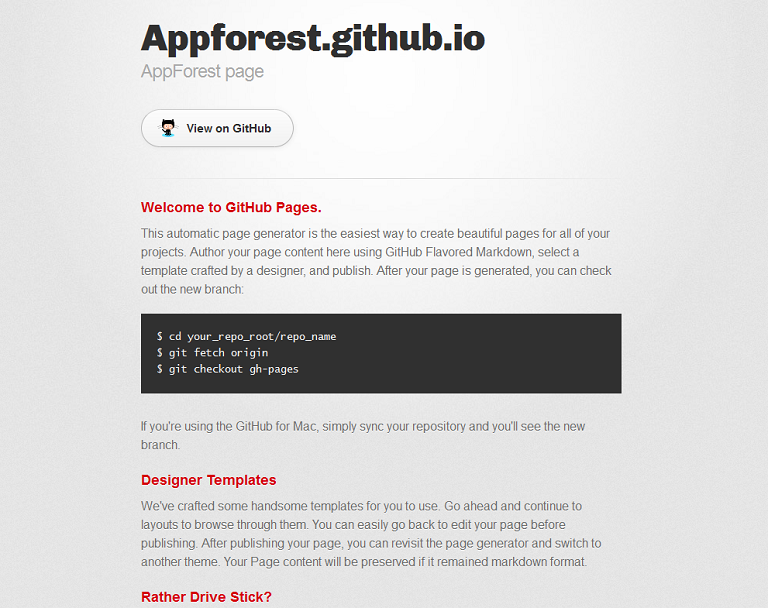 Appforest.github.io
AppForest page
View on GitHub
Welcome to GitHub Pages.
This automatic page generator is the easiest way to create beautiful pages for all of your
projects. Author your page content here using GitHub Flavored Markdown, select a
template crafted by a designer, and publish. After your page is generated, you can check
out the new branch:
$ cd your_repo_root/repo_name
$ git fetch origin
$ git checkout gh-pages
If you're using the GitHub for Mac, simply sync your repository and you'll see the new
branch.
Designer Templates
We've crafted some handsome templates for you to use. Go ahead and continue to
layouts to browse through them. You can easily go back to edit your page before
publishing. After publishing your page, you can revisit the page generator and switch to
another theme. Your Page content will be preserved if it remained markdown format.
Rather Drive Stick?